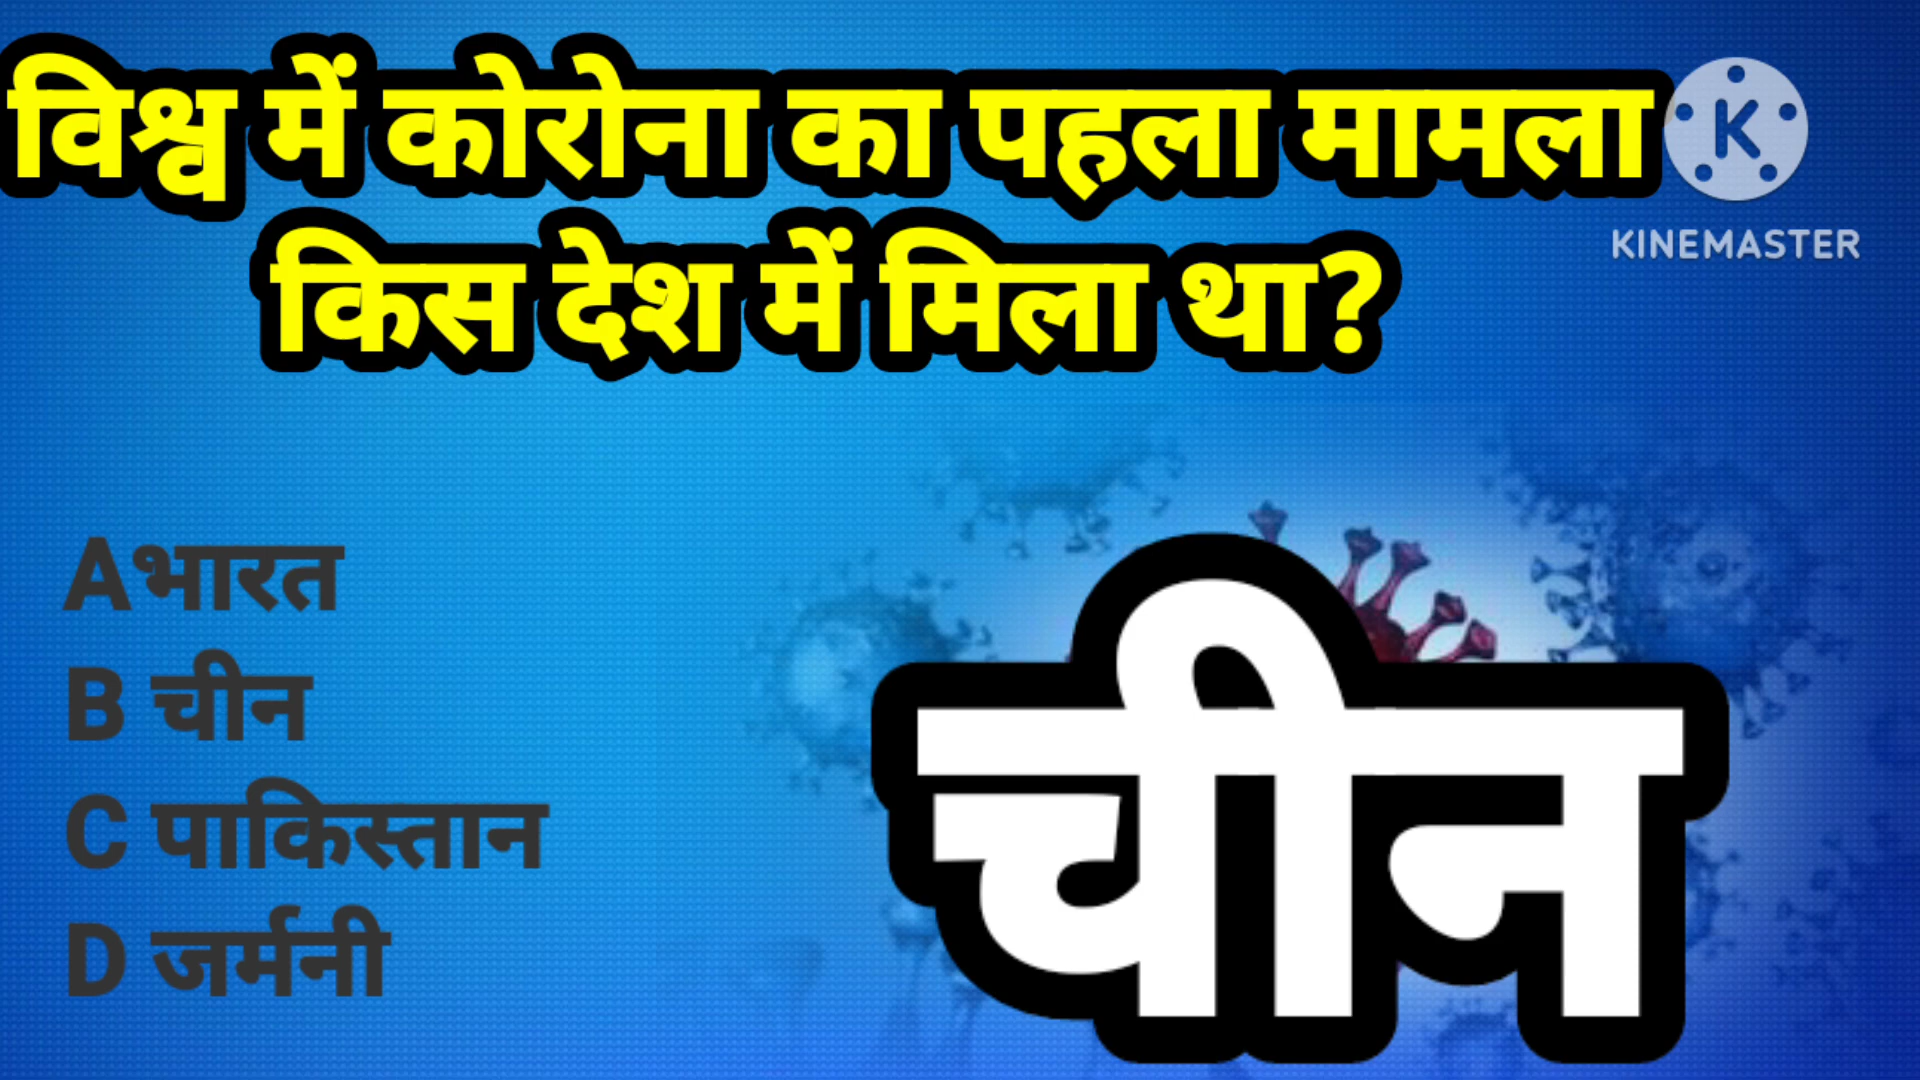 विश्व में कोरोना का पहला मामला
किस देश में मिला था?
K
KINEMASTER
Aभारत
B चीन
C पाकिस्तान
D जर्मनी
चीन